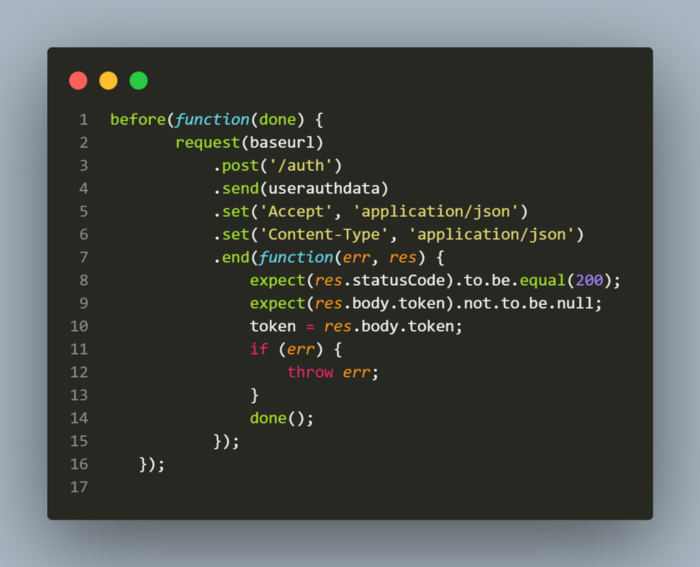 1 before(function(done) {
2 request(baseurl)
3 .post('/auth')
4 .send(userauthdata)
5 .set('Accept', 'application/json')
6 .set('Content-Type', 'application/json')
7 .end(function(err, res) {
8 expect(res.statusCode).to.be.equal(200);
9 expect(res.body.token).not.to.be.null;
10 token = res.body.token;
11 if (err) {
12 throw err;
13 }
14 done();
15 });
16 });
17